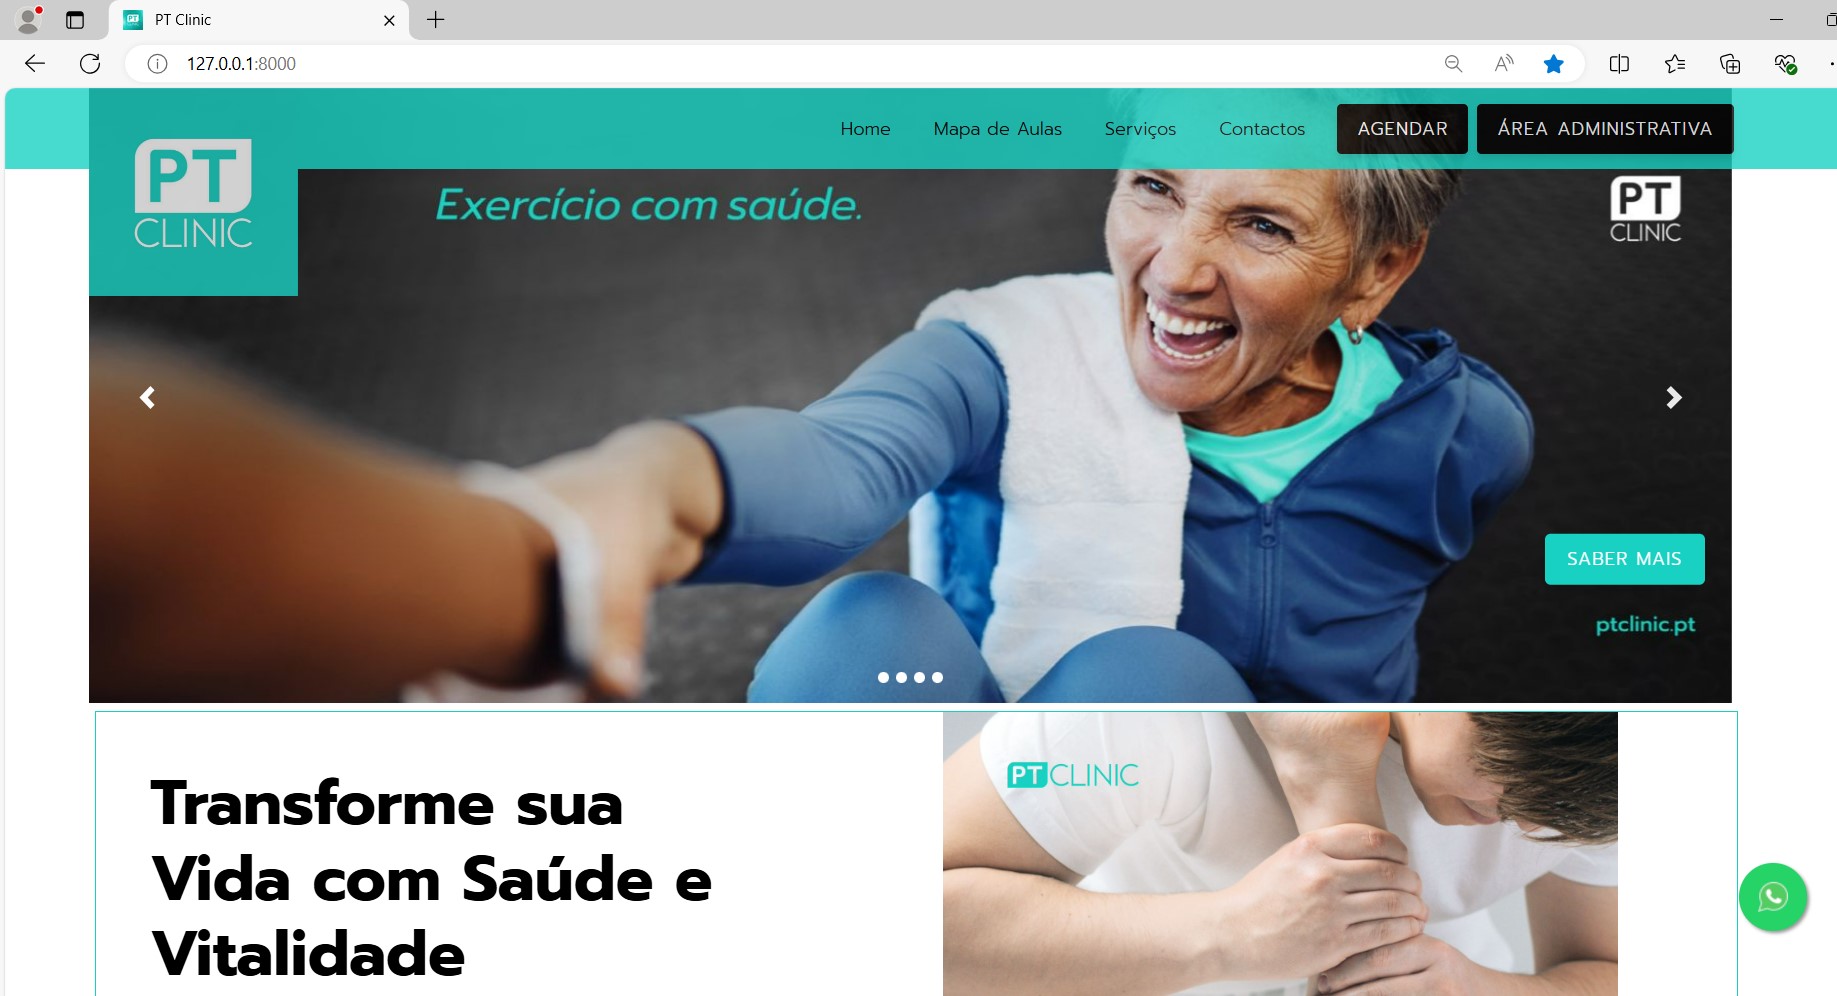 PT Clinic
127.0.0.1:8000
Home Mapa de Aulas Serviços Contactos AGENDAR ÁREA ADMINISTRATIVA
PT
CLINIC
Exercício com saúde.
PT
CLINIC
SABER MAIS
ptclinic.pt
Transforme sua
Vida com Saúde e
Vitalidade
PT CLINIC